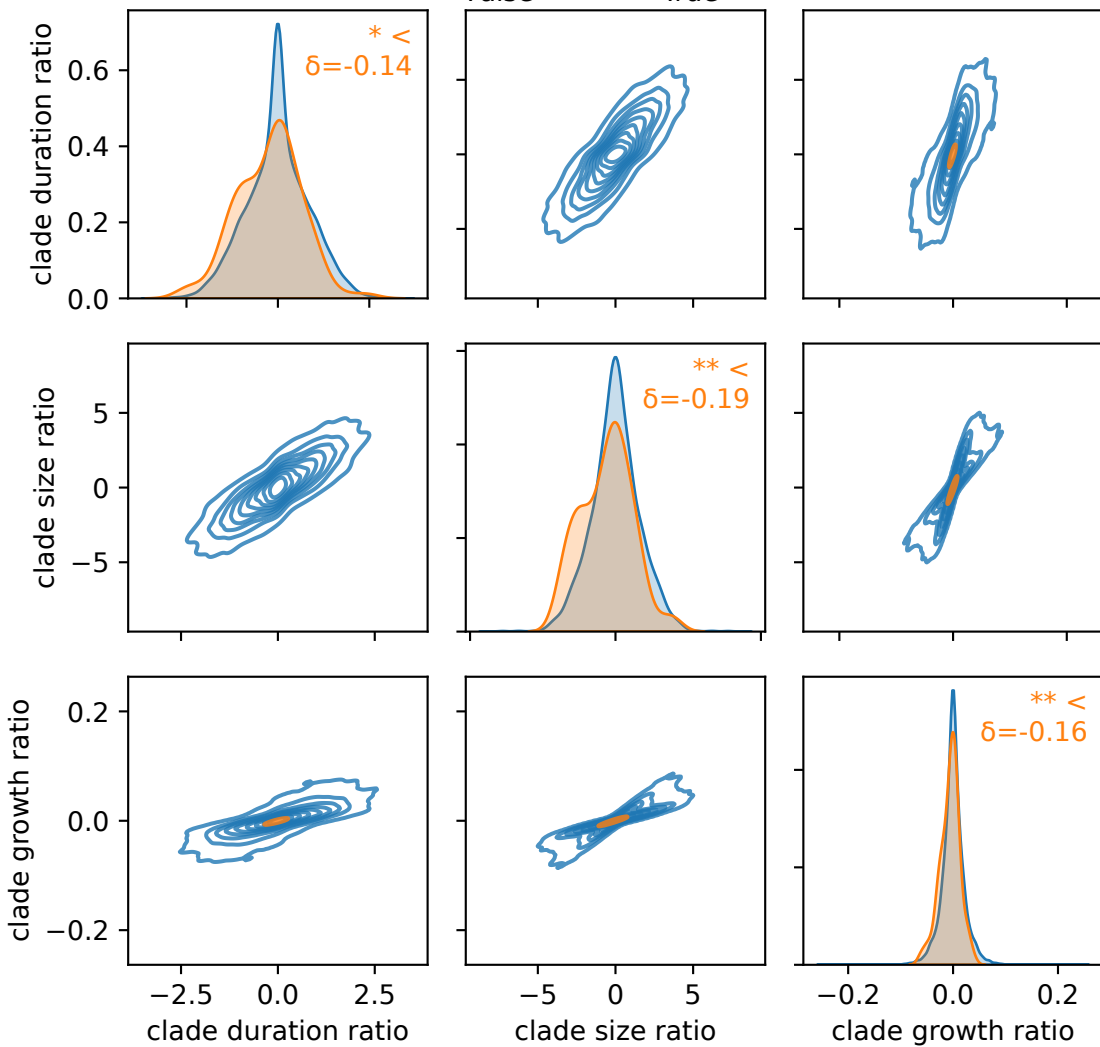 clade duration ratio
0.6
0.4
0.2
0.0
* <
δ=-0.14
clade size ratio
5
0
−5
** <
δ=-0.19
clade growth ratio
0.2
0.0
−0.2
** <
δ=-0.16
−2.5 0.0 2.5
−5 0 5
−0.2 0.0 0.2
clade duration ratio
clade size ratio
clade growth ratio